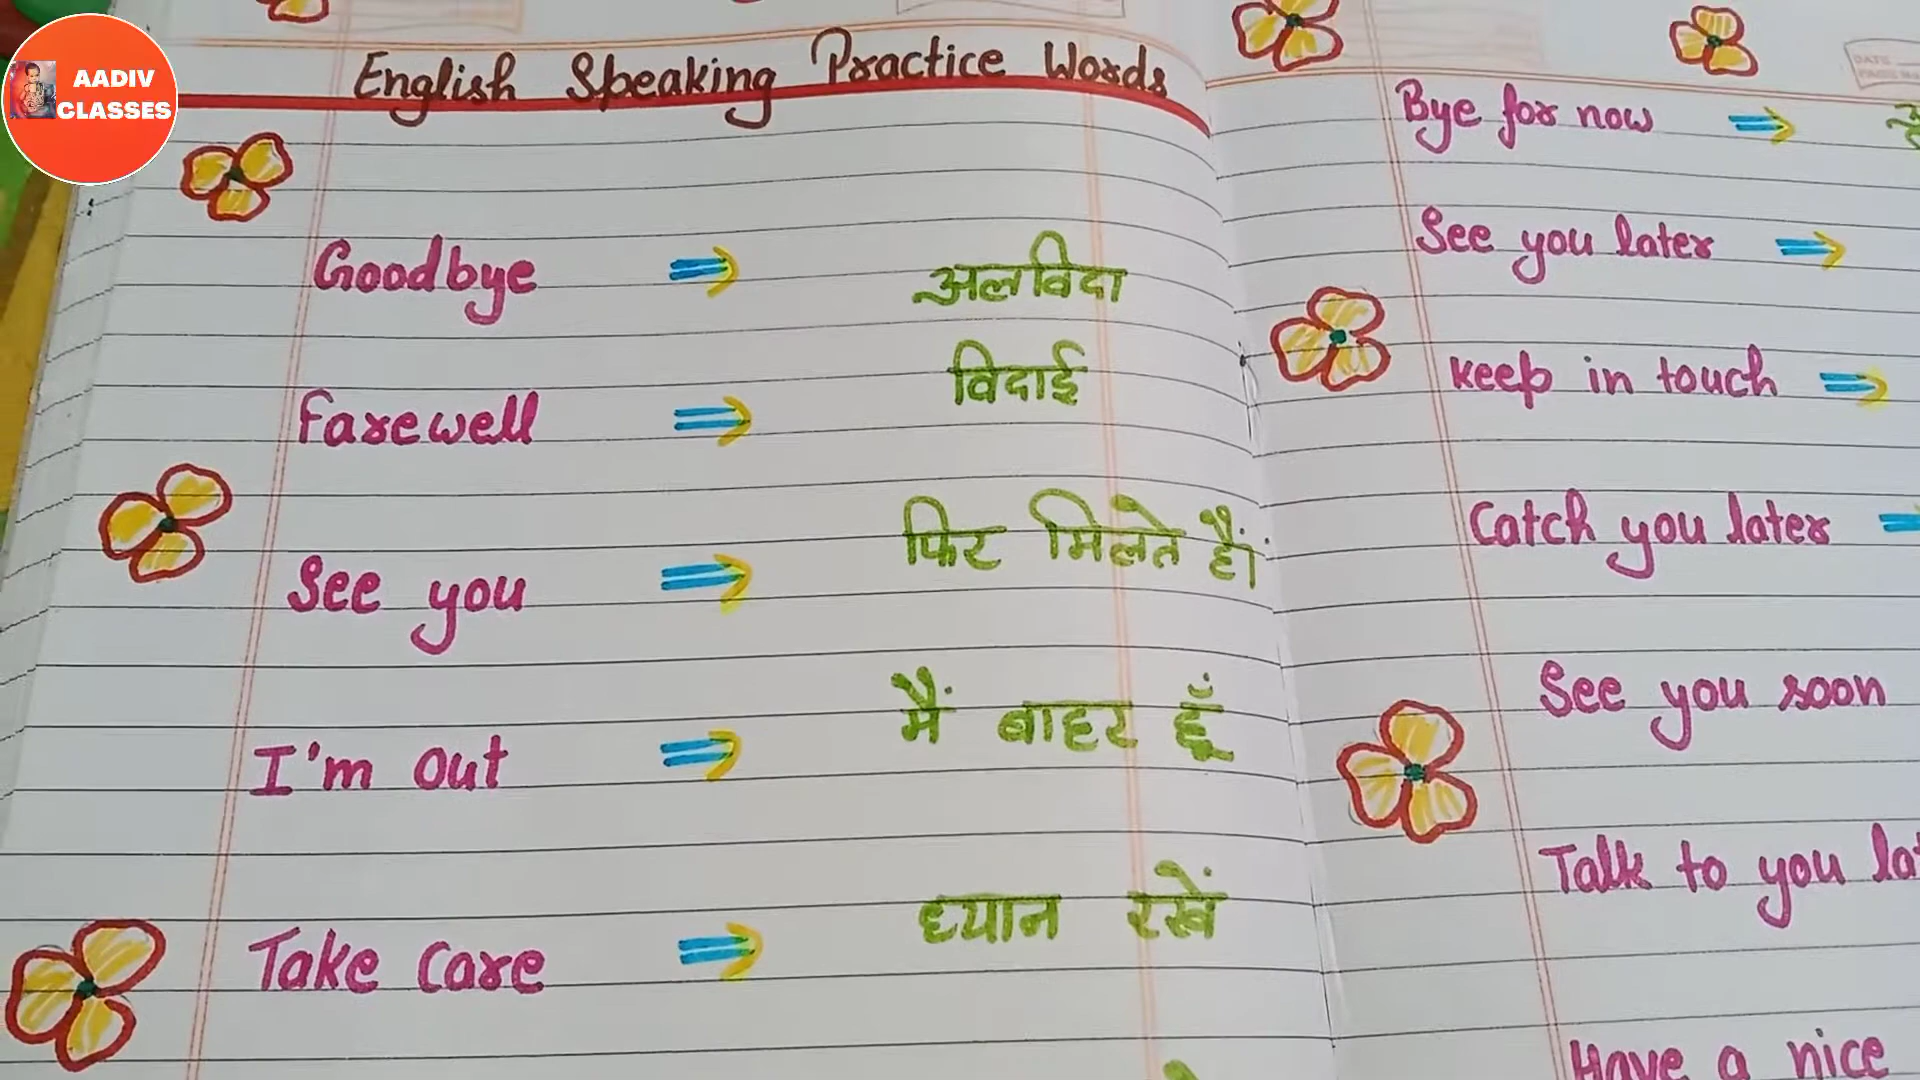 AADIV
CLASSES
English Speaking Practice Words
Goodbye ⇒ अलविदा
Farewell ⇒ विदाई
See you ⇒ फिर मिलते हैं।
I'm out ⇒ मैं बाहर हूँ
Take Care ⇒ ध्यान रखें
DATE
Bye for now ⇒
See you later ⇒
keep in touch ⇒
Catch you later ⇒
See you soon
Talk to you
Have a nice